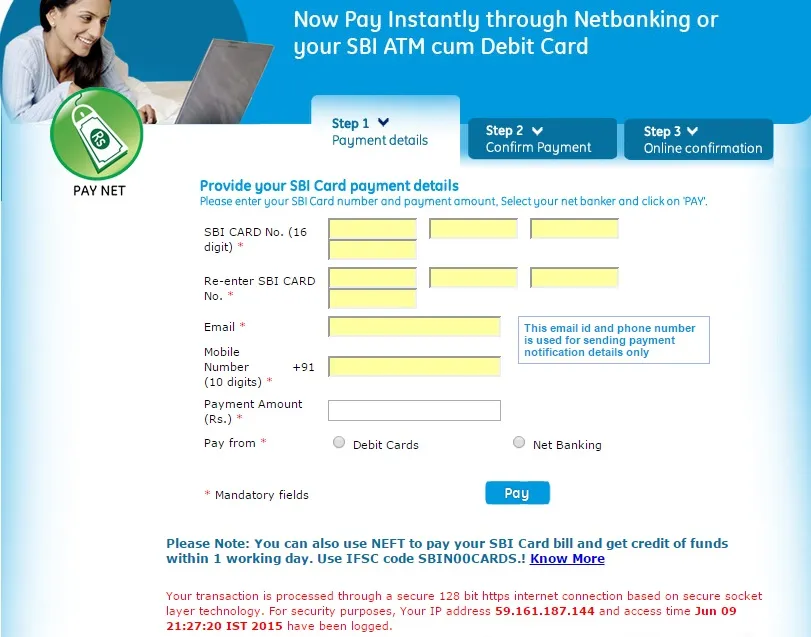 Now Pay Instantly through Netbanking or
your SBI ATM cum Debit Card
Rs
PAY NET
Step 1
Payment details
Step 2
Confirm Payment
Step 3
Online confirmation
Provide your SBI Card payment details
Please enter your SBI Card number and payment amount, Select your net banker and click on 'PAY'.
SBI CARD No. (16
digit) *
Re-enter SBI CARD
No. *
Email *
This email id and phone number
is used for sending payment
notification details only
Mobile
Number +91
(10 digits) *
Payment Amount
(Rs.) *
Pay from * Debit Cards Net Banking
* Mandatory fields Pay
Please Note: You can also use NEFT to pay your SBI Card bill and get credit of funds
within 1 working day. Use IFSC code SBIN00CARDS.! Know More
Your transaction is processed through a secure 128 bit https internet connection based on secure socket
layer technology. For security purposes, Your IP address 59.161.187.144 and access time Jun 09
21:27:20 IST 2015 have been logged.